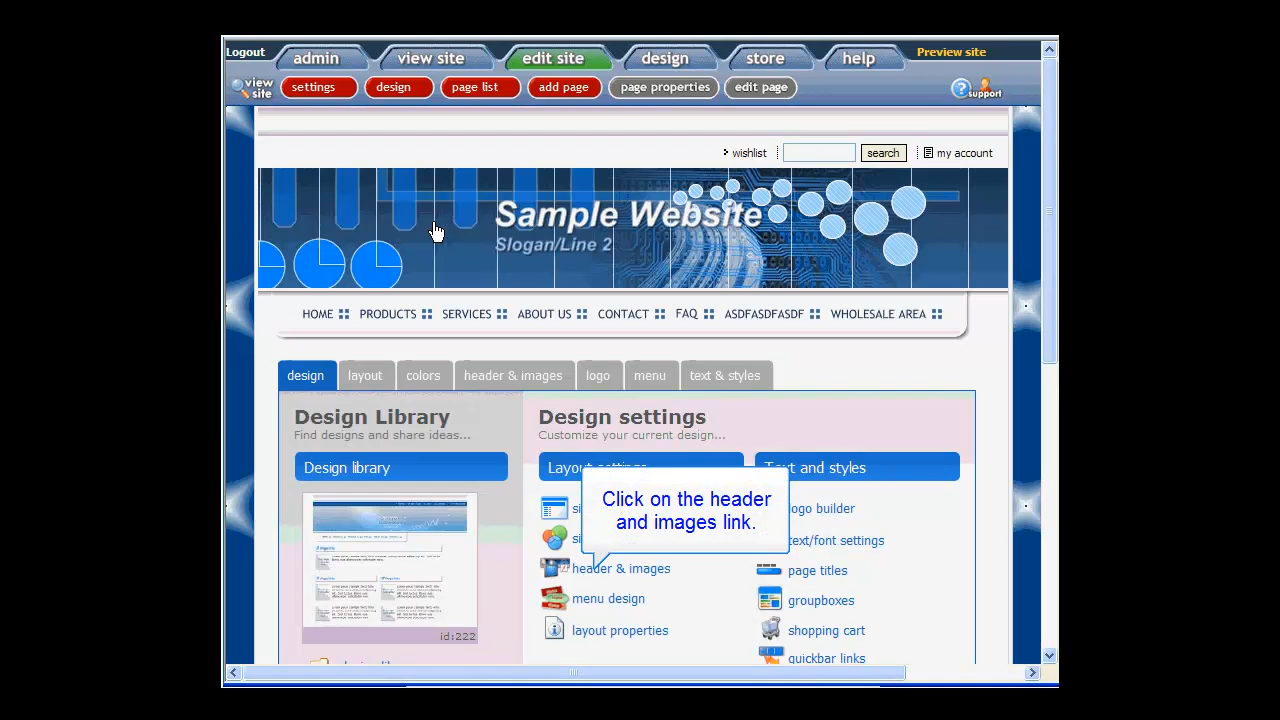 Logout
admin
view site
edit site
design
store
help
Preview site
view site
settings
design
page list
add page
page properties
edit page
? support
wishlist
search
my account
Sample Website
Slogan/Line 2
HOME
PRODUCTS
SERVICES
ABOUT US
CONTACT
FAQ
ASDFASDFASDF
WHOLESALE AREA
design
layout
colors
header & images
logo
menu
text & styles
Design Library
Find designs and share ideas...
Design library
id:222
Design settings
Customize your current design...
Layout settings
Text and styles
Click on the header
and images link.
header & images
menu design
layout properties
logo builder
text/font settings
page titles
groupboxes
shopping cart
quickbar links